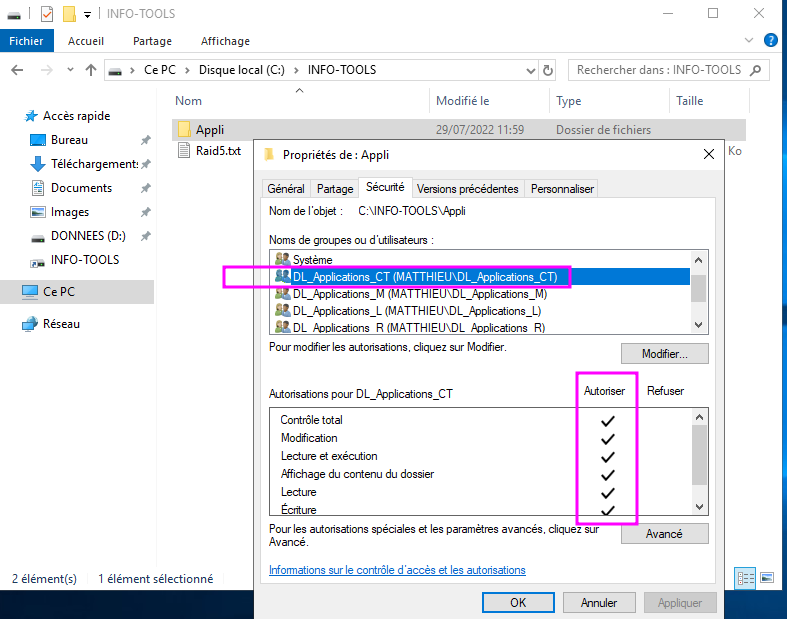 INFO-TOOLS
Fichier Accueil Partage Affichage
Ce PC Disque local (C:) INFO-TOOLS
Rechercher dans : INFO-TOOLS
Nom Modifié le Type Taille
Accès rapide
Bureau
Téléchargements
Documents
Images
DONNEES (D:)
INFO-TOOLS
Ce PC
Réseau
Appli 29/07/2022 11:59 Dossier de fichiers
Raid5.txt Ko
Propriétés de : Appli
Général Partage Sécurité Versions précédentes Personnaliser
Nom de l'objet : C:\INFO-TOOLS\Appli
Noms de groupes ou d'utilisateurs :
Système
DL_Applications_CT (MATTHIEU\DL_Applications_CT)
DL_Applications_M (MATTHIEU\DL_Applications_M)
DL_Applications_L (MATTHIEU\DL_Applications_L)
DL_Applications_R (MATTHIEU\DL_Applications_R)
Pour modifier les autorisations, cliquez sur Modifier.
Modifier...
Autorisations pour DL_Applications_CT Autoriser Refuser
Contrôle total
Modification
Lecture et exécution
Affichage du contenu du dossier
Lecture
Écriture
Pour les autorisations spéciales et les paramètres avancés, cliquez sur
Avancé.
Avancé
Informations sur le contrôle d'accès et les autorisations
OK Annuler Appliquer
2 élément(s) 1 élément sélectionné